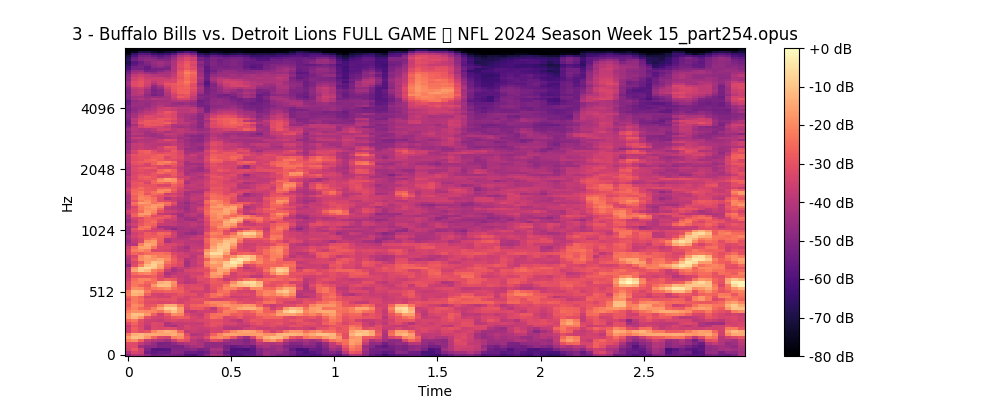 3 - Buffalo Bills vs. Detroit Lions FULL GAME ▯ NFL 2024 Season Week 15_part254.opus
+0 dB
-10 dB
-20 dB
-30 dB
-40 dB
-50 dB
-60 dB
-70 dB
-80 dB
4096
2048
1024
512
0
Hz
0
0.5
1
1.5
2
2.5
Time